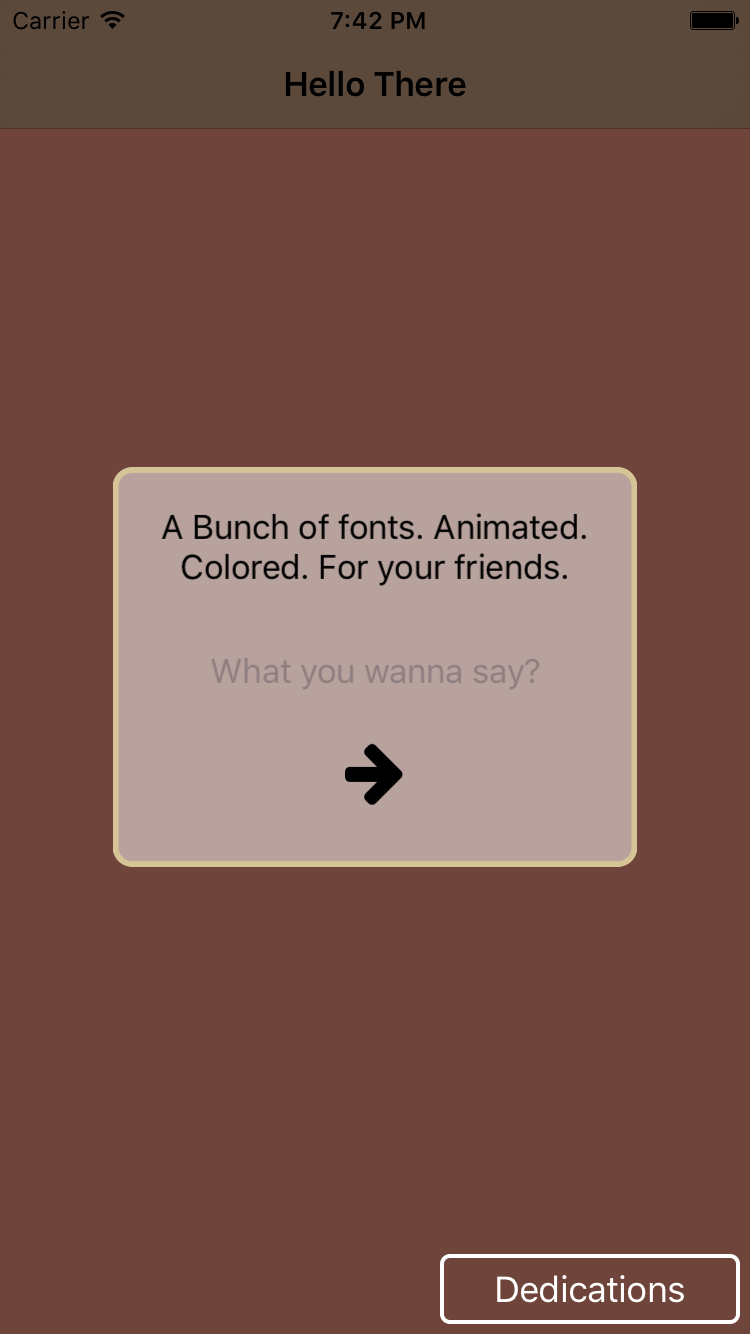 Carrier 7:42 PM
Hello There
A Bunch of fonts. Animated.
Colored. For your friends.
What you wanna say?
Dedications